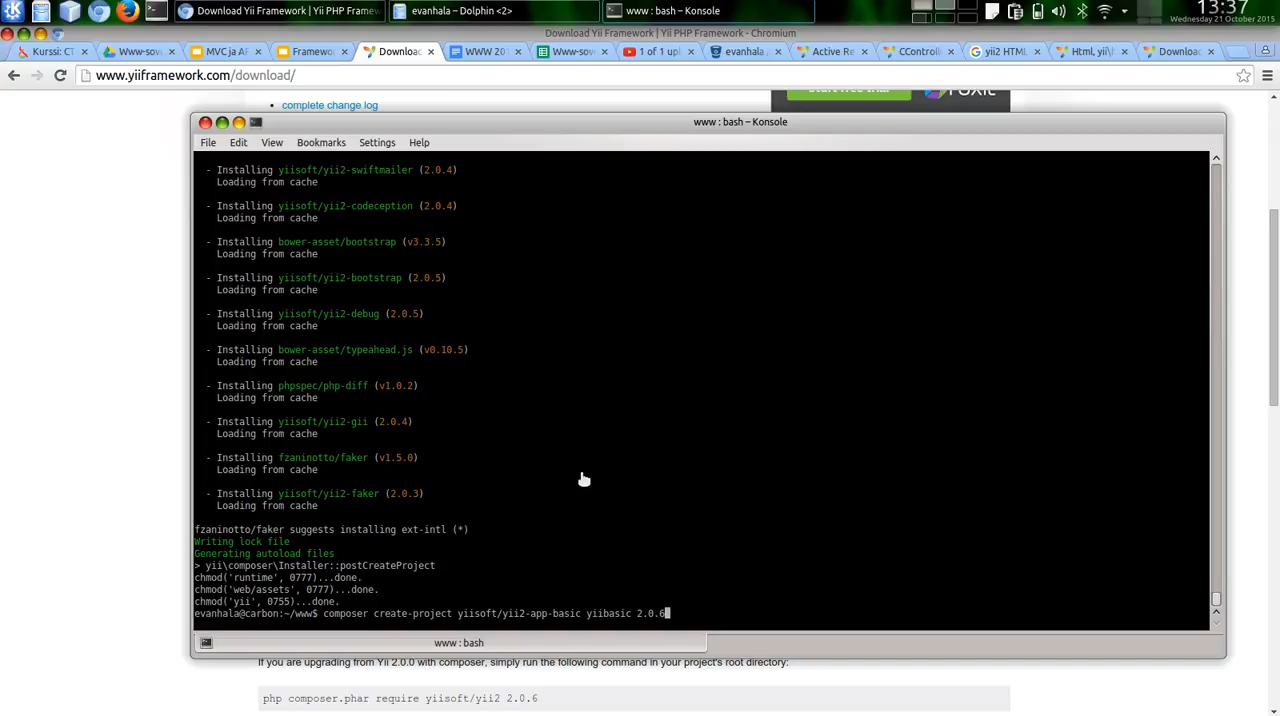 Download Yii Framework | Yii PHP Framework
evanhala – Dolphin <2>
www : bash – Konsole
13:37
Wednesday 21 October 2015
Download Yii Framework | Yii PHP Framework - Chromium
Kurssi: CT
Www-sov
MVC ja AF
Framewor
Download
WWW 201
Www-sov
1 of 1 upl
evanhala /
Active Re
CControll
yii2 HTML
Html, yii\
Download
www.yiiframework.com/download/
complete change log
www : bash – Konsole
File Edit View Bookmarks Settings Help
- Installing yiisoft/yii2-swiftmailer (2.0.4)
Loading from cache
- Installing yiisoft/yii2-codeception (2.0.4)
Loading from cache
- Installing bower-asset/bootstrap (v3.3.5)
Loading from cache
- Installing yiisoft/yii2-bootstrap (2.0.5)
Loading from cache
- Installing yiisoft/yii2-debug (2.0.5)
Loading from cache
- Installing bower-asset/typeahead.js (v0.10.5)
Loading from cache
- Installing phpspec/php-diff (v1.0.2)
Loading from cache
- Installing yiisoft/yii2-gii (2.0.4)
Loading from cache
- Installing fzaninotto/faker (v1.5.0)
Loading from cache
- Installing yiisoft/yii2-faker (2.0.3)
Loading from cache
fzaninotto/faker suggests installing ext-intl (*)
Writing lock file
Generating autoload files
> yii\composer\Installer::postCreateProject
chmod('runtime', 0777)...done.
chmod('web/assets', 0777)...done.
chmod('yii', 0755)...done.
evanhala@carbon:~/www$ composer create-project yiisoft/yii2-app-basic yiibasic 2.0.6
www : bash
If you are upgrading from Yii 2.0.0 with composer, simply run the following command in your project's root directory:
php composer.phar require yiisoft/yii2 2.0.6